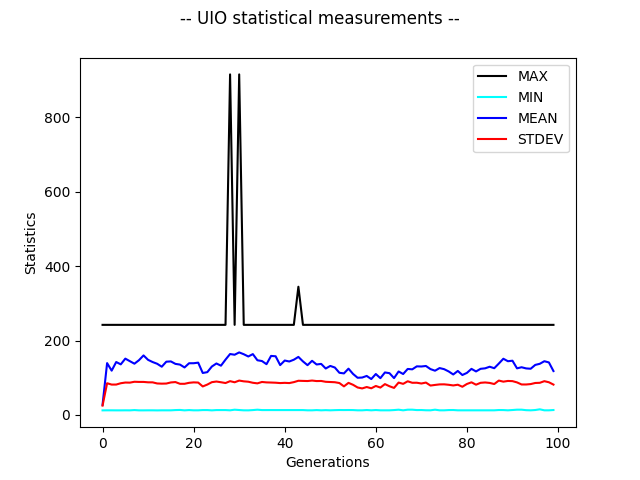 -- UIO statistical measurements --
MAX
MIN
MEAN
STDEV
Statistics
800
600
400
200
0
0 20 40 60 80 100
Generations